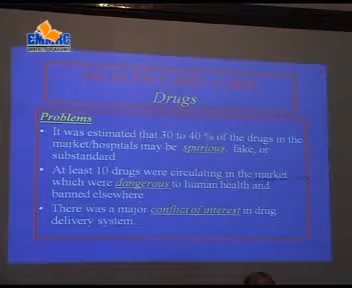 EMMRC
Drugs
Problems
• It was estimated that 30 to 40 % of the drugs in the
market/hospitals may be spurious, fake, or
substandard
• At least 10 drugs were circulating in the market
which were dangerous to human health and
banned elsewhere
• There was a major conflict of interest in drug
delivery system.